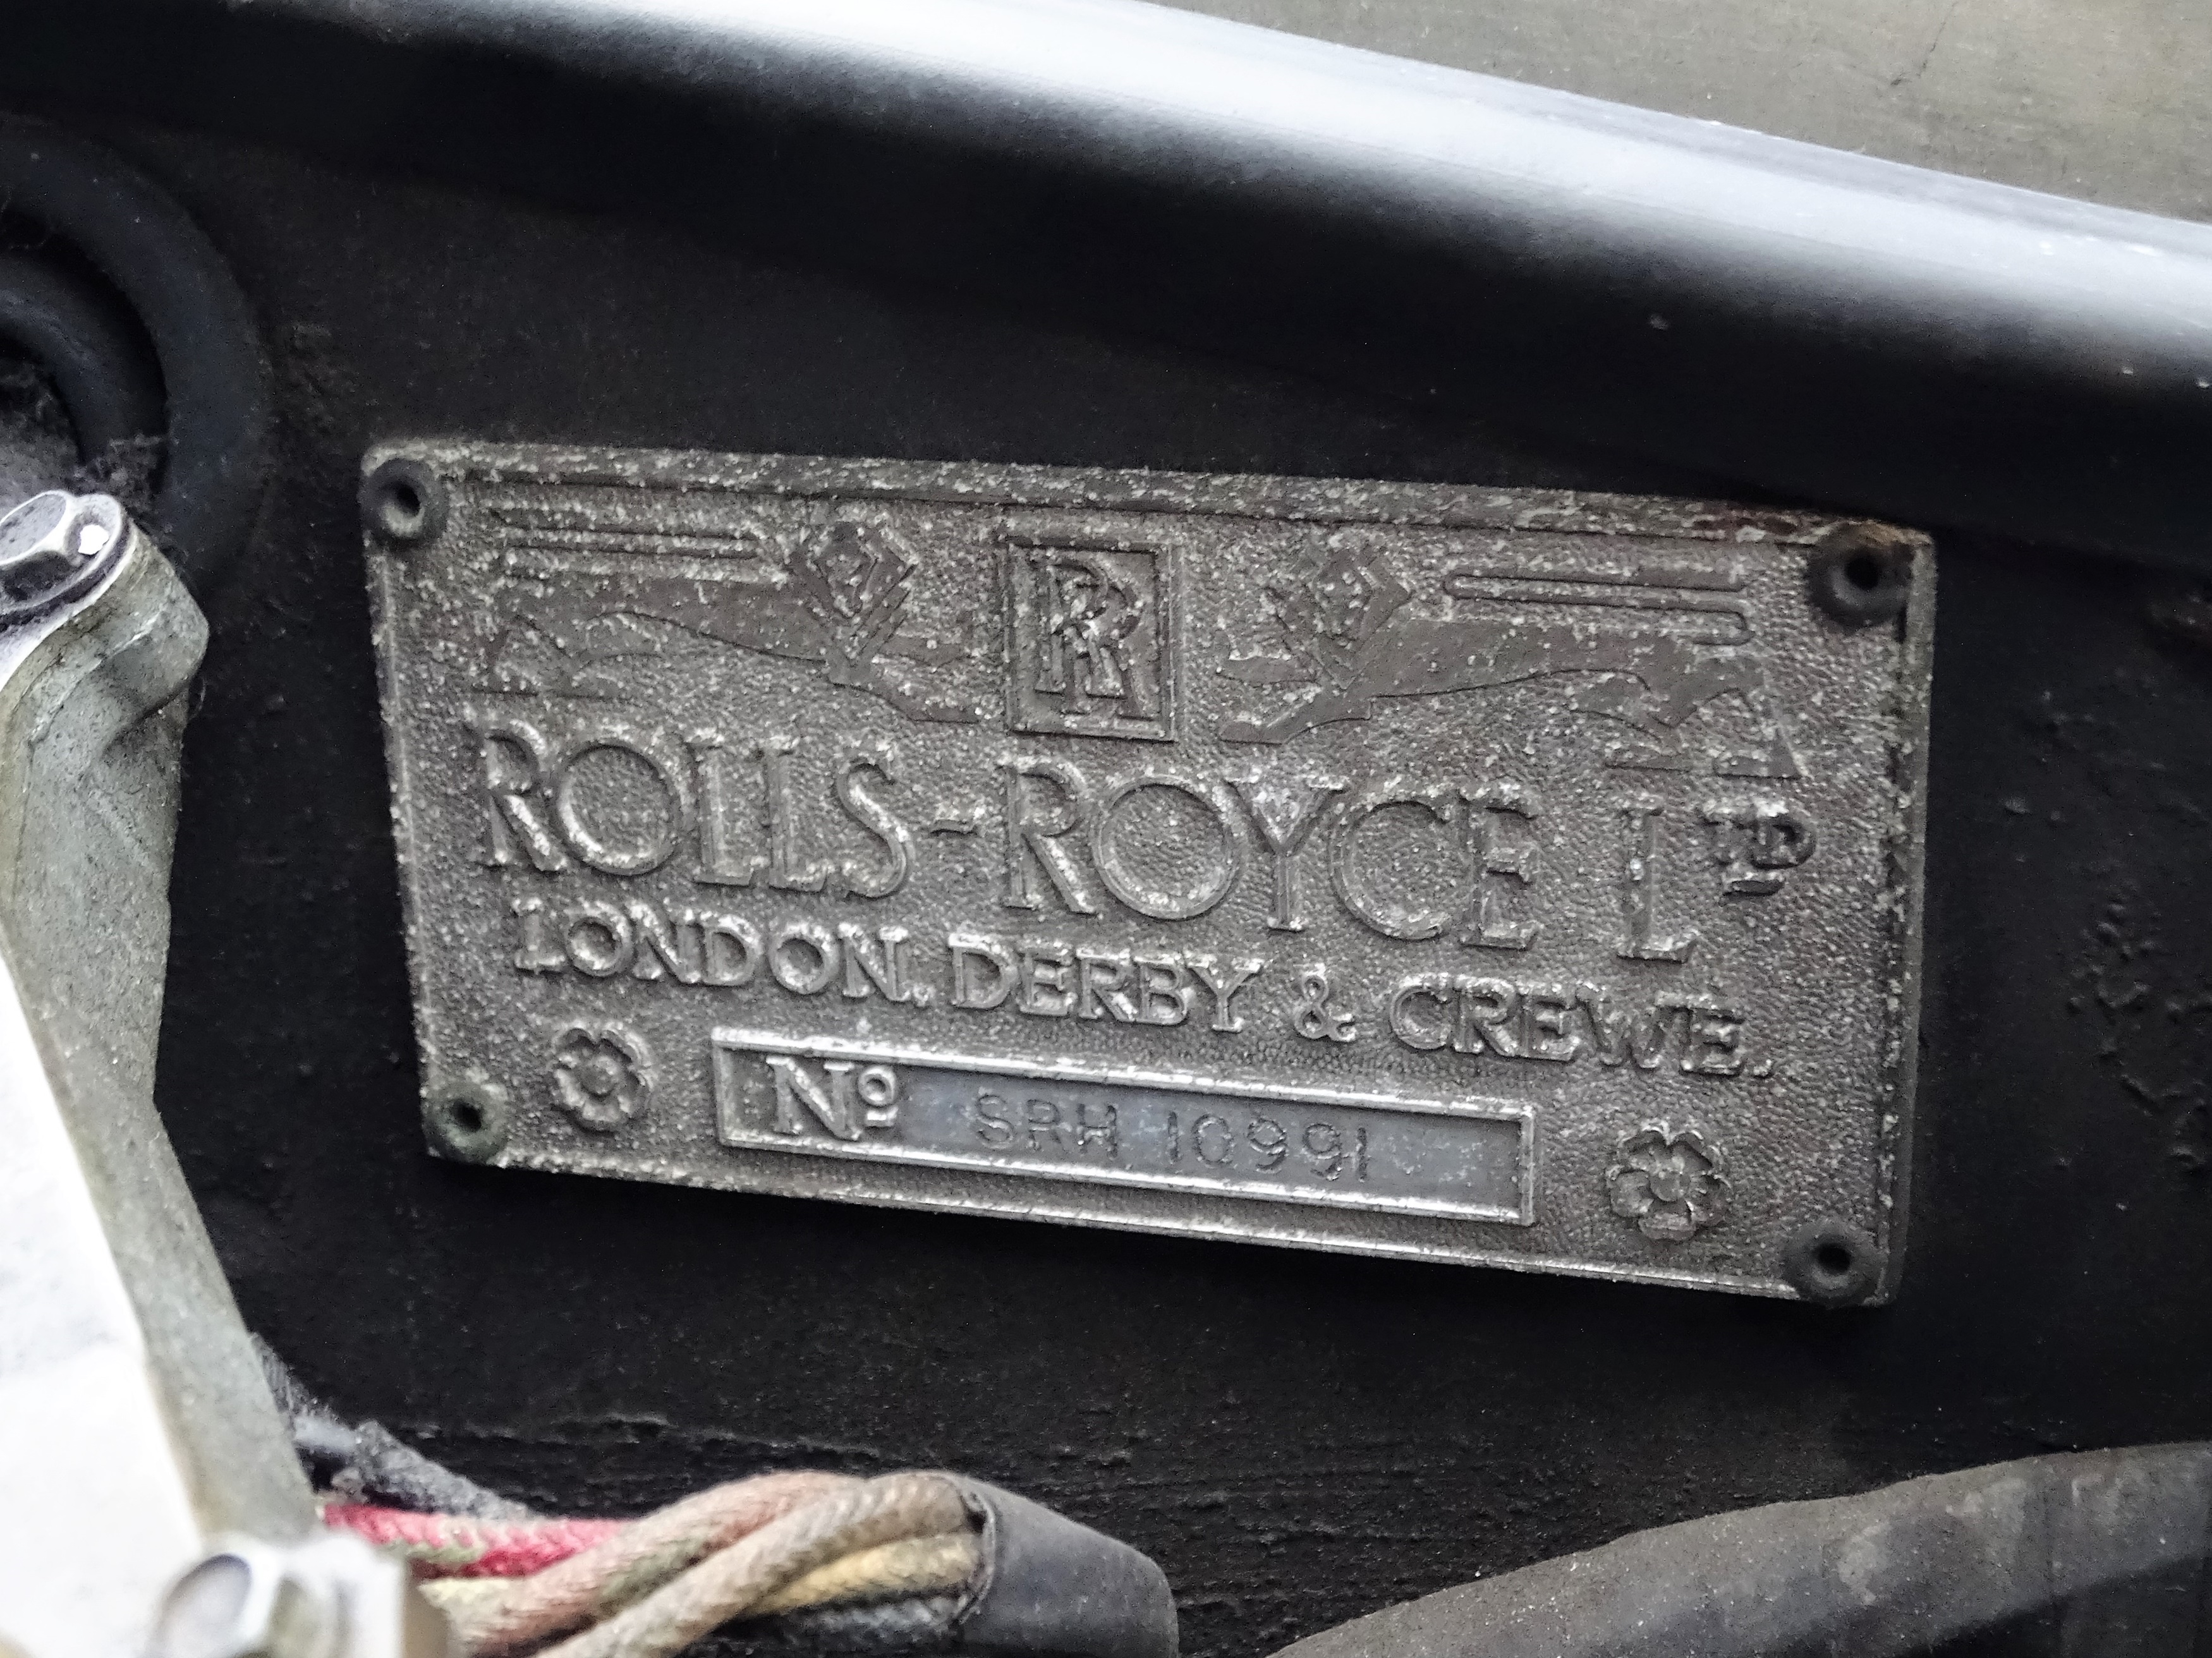 RR
ROLLS-ROYCE LTD
LONDON, DERBY & CREWE.
Nº SRH 10991